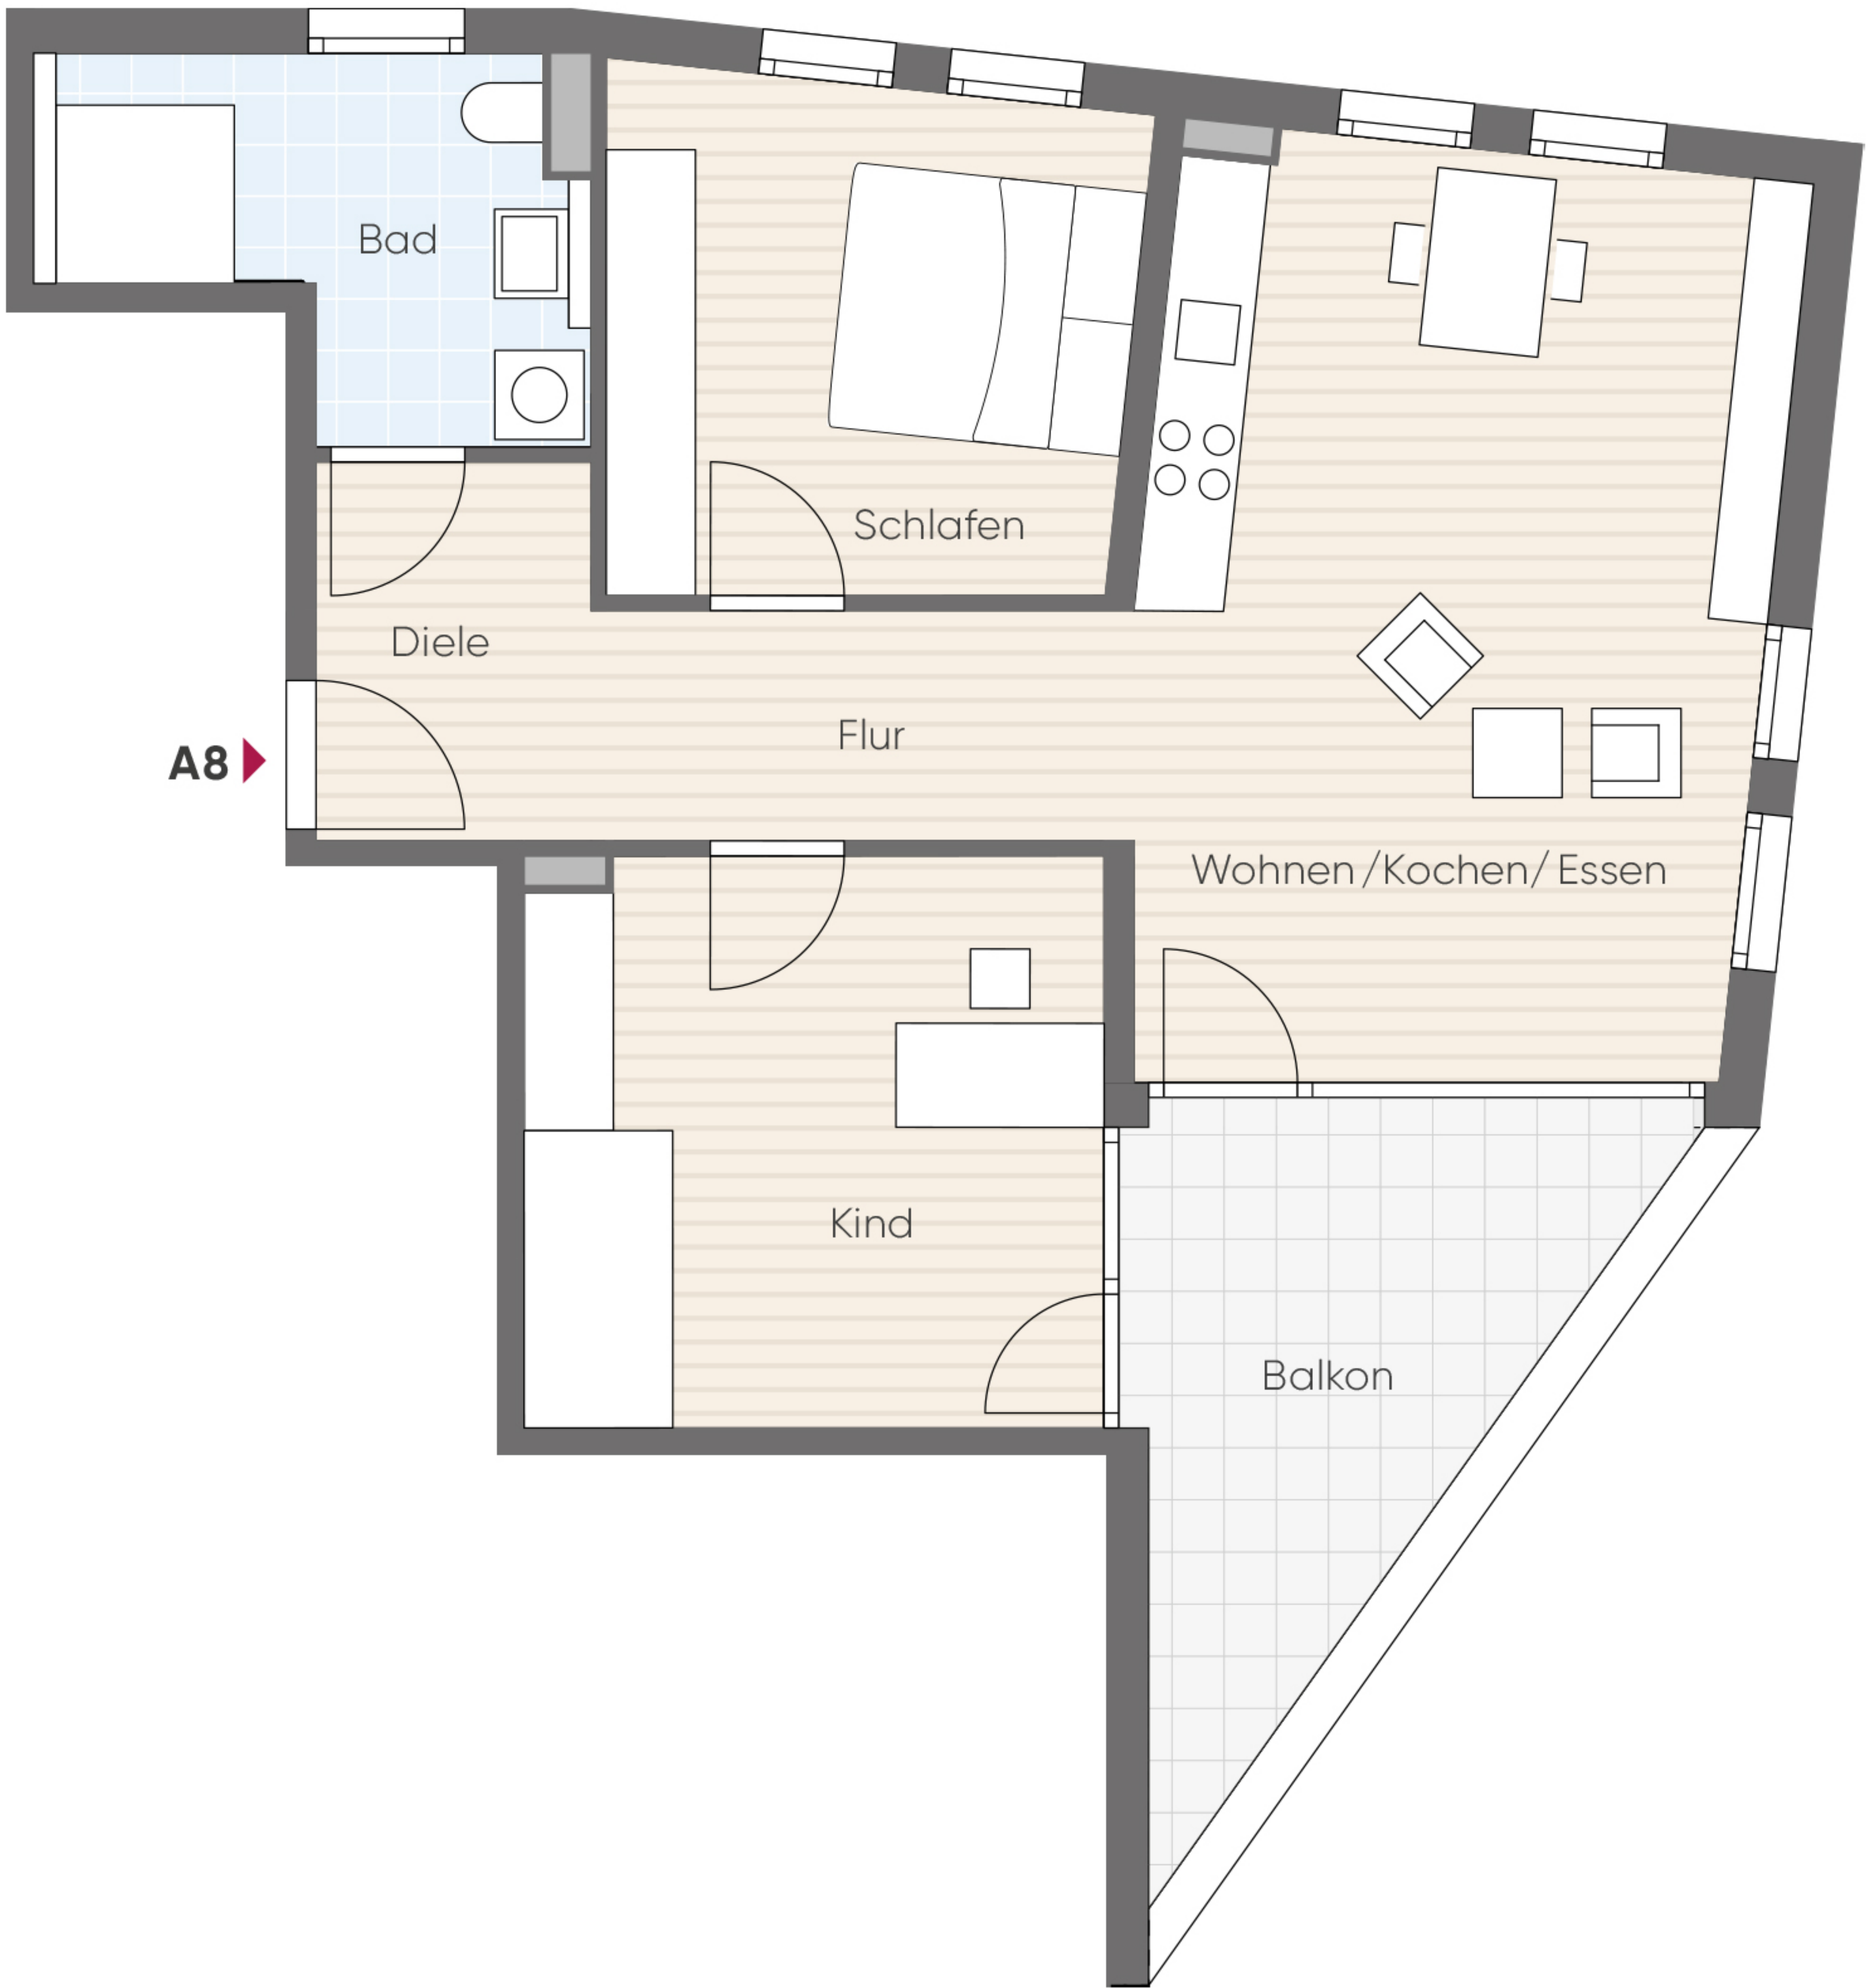 Bad
Schlafen
Diele
Flur
A8
Wohnen/Kochen/Essen
Kind
Balkon